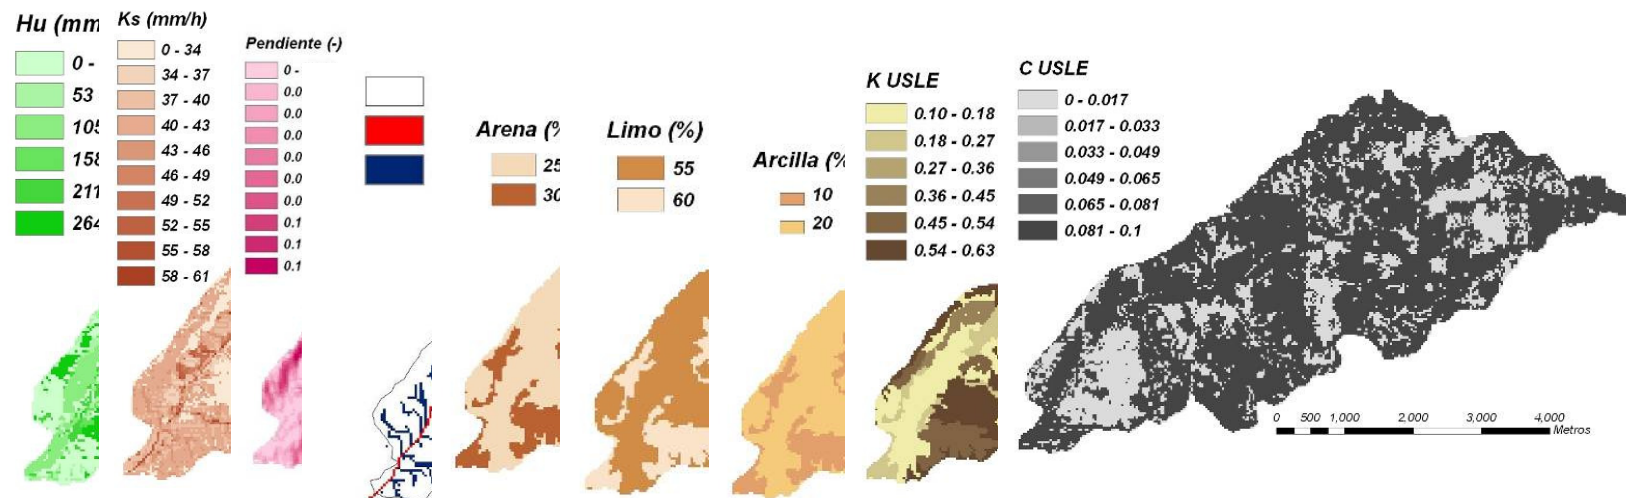 Hu (mm
0 -
53
105
158
211
264
Ks (mm/h)
0 - 34
34 - 37
37 - 40
40 - 43
43 - 46
46 - 49
49 - 52
52 - 55
55 - 58
58 - 61
Pendiente (-)
0 -
0.0
0.0
0.0
0.0
0.0
0.0
0.1
0.1
0.1
Arena (%
25
30
Limo (%)
55
60
Arcilla (%
10
20
K USLE
0.10 - 0.18
0.18 - 0.27
0.27 - 0.36
0.36 - 0.45
0.45 - 0.54
0.54 - 0.63
C USLE
0 - 0.017
0.017 - 0.033
0.033 - 0.049
0.049 - 0.065
0.065 - 0.081
0.081 - 0.1
0 500 1,000 2,000 3,000 4,000
Metros